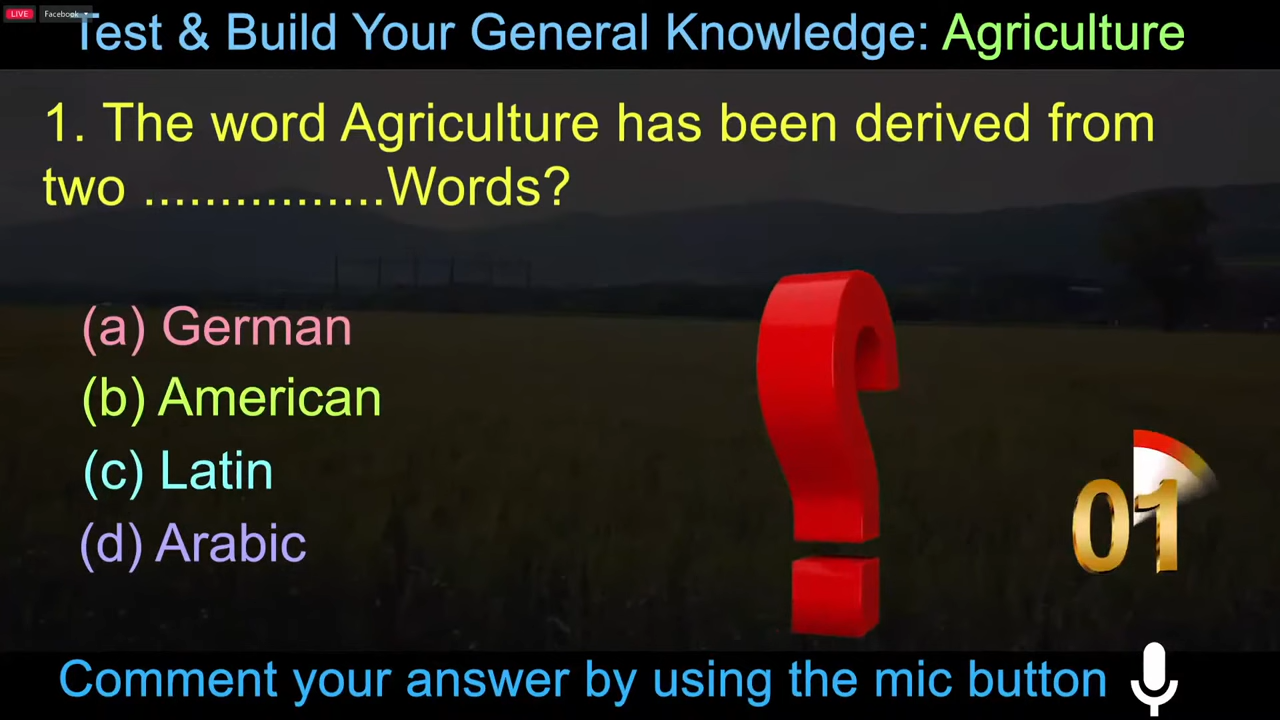 LIVE Facebook
Test & Build Your General Knowledge: Agriculture
1. The word Agriculture has been derived from
two ................Words?
(a) German
(b) American
(c) Latin
(d) Arabic
01
Comment your answer by using the mic button